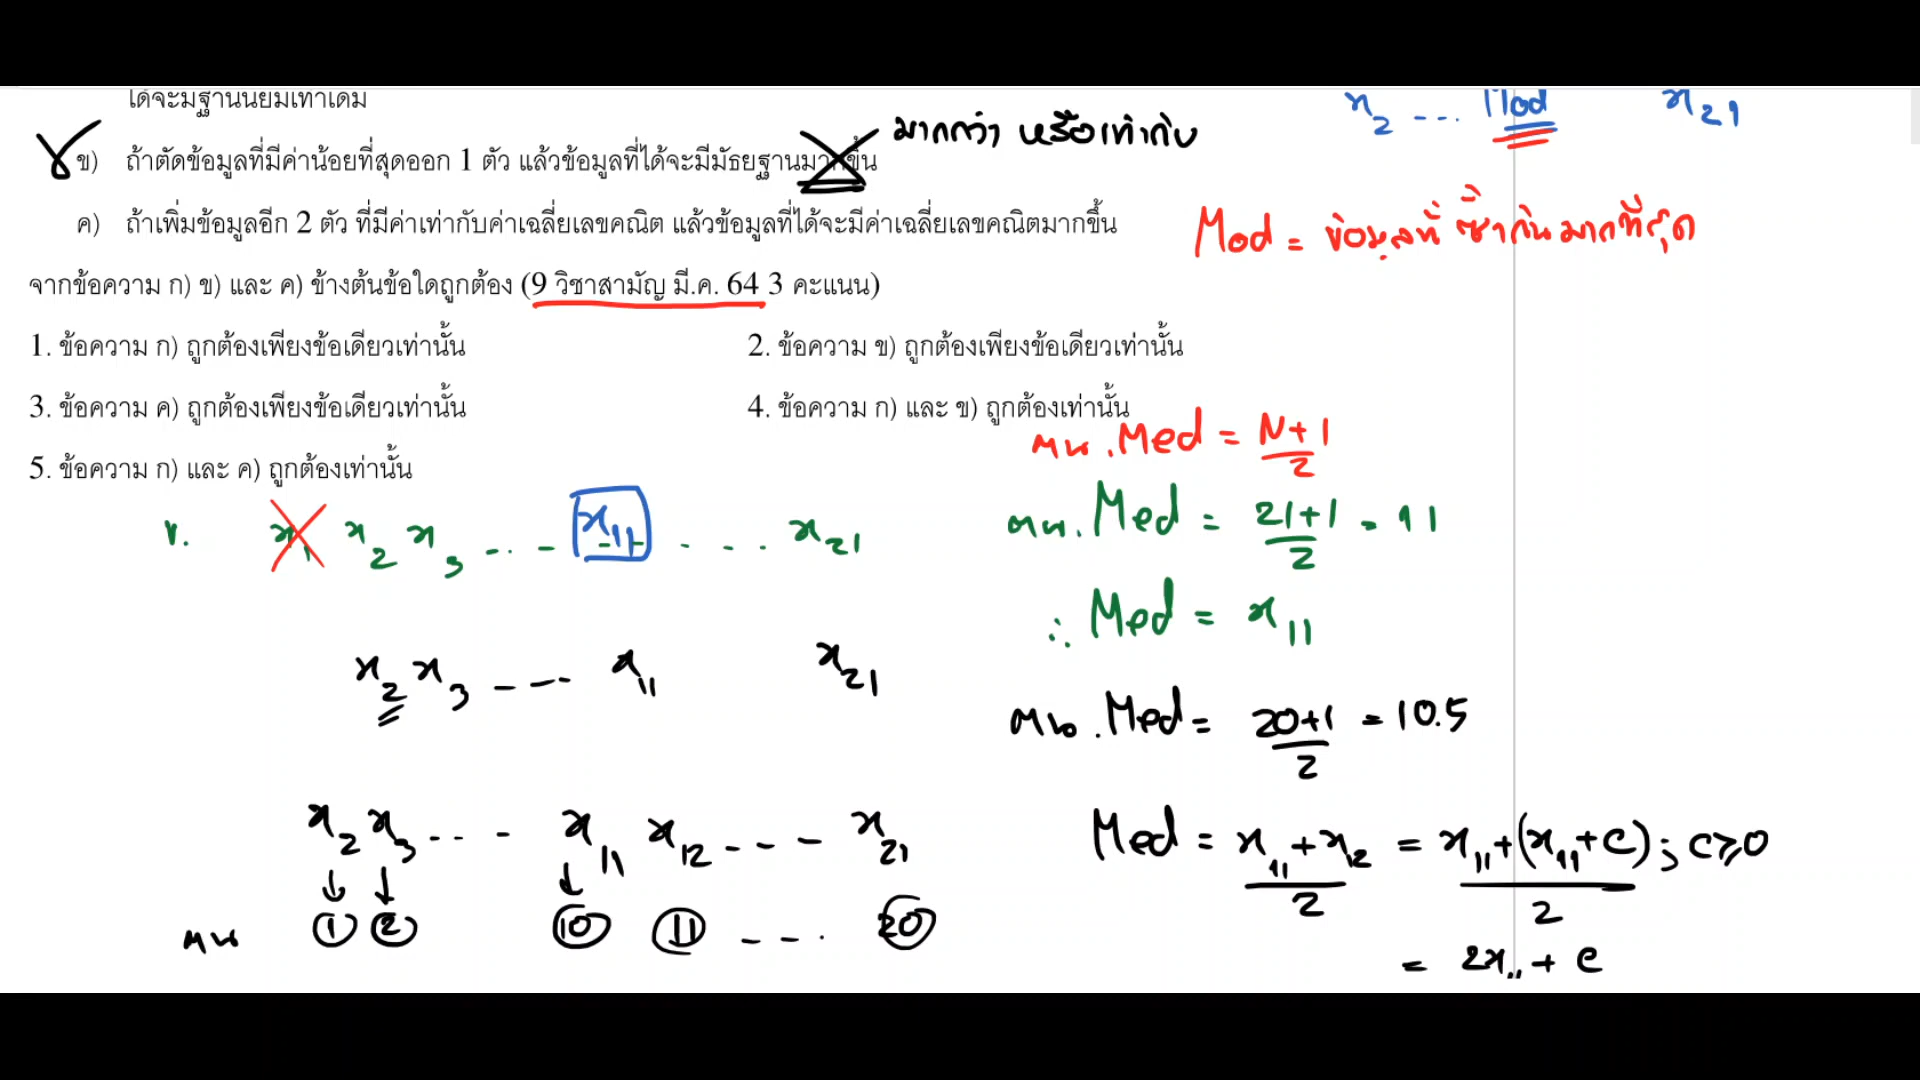 ได้จะมีฐานนิยมเท่าเดิม
x₂ ... Mod x₂₁
มากกว่า หรือเท่ากับ
ข) ถ้าตัดข้อมูลที่มีค่าน้อยที่สุดออก 1 ตัว แล้วข้อมูลที่ได้จะมีมัธยฐานมากขึ้น
ค) ถ้าเพิ่มข้อมูลอีก 2 ตัว ที่มีค่าเท่ากับค่าเฉลี่ยเลขคณิต แล้วข้อมูลที่ได้จะมีค่าเฉลี่ยเลขคณิตมากขึ้น
Mod = ข้อมูลที่ ซ้ำกันมากที่สุด
จากข้อความ ก) ข) และ ค) ข้างต้นข้อใดถูกต้อง (9 วิชาสามัญ มี.ค. 64 3 คะแนน)
1. ข้อความ ก) ถูกต้องเพียงข้อเดียวเท่านั้น
2. ข้อความ ข) ถูกต้องเพียงข้อเดียวเท่านั้น
3. ข้อความ ค) ถูกต้องเพียงข้อเดียวเท่านั้น
4. ข้อความ ก) และ ข) ถูกต้องเท่านั้น
5. ข้อความ ก) และ ค) ถูกต้องเท่านั้น
ตน. Med = (N+1)/2
ข. x₁ x₂ x₃ ---- x₁₁ ---- x₂₁
ตน. Med = (21+1)/2 = 11
∴ Med = x₁₁
x₂ x₃ ---- x₁₁ x₂₁
ตน. Med = (20+1)/2 = 10.5
x₂ x₃ --- x₁₁ x₁₂ --- x₂₁
Med = (x₁₁+x₁₂)/2 = (x₁₁+(x₁₁+c))/2 ; c≥0
ตน ① ② ⑩ ⑪ --- ⑳
= 2x₁₁ + c